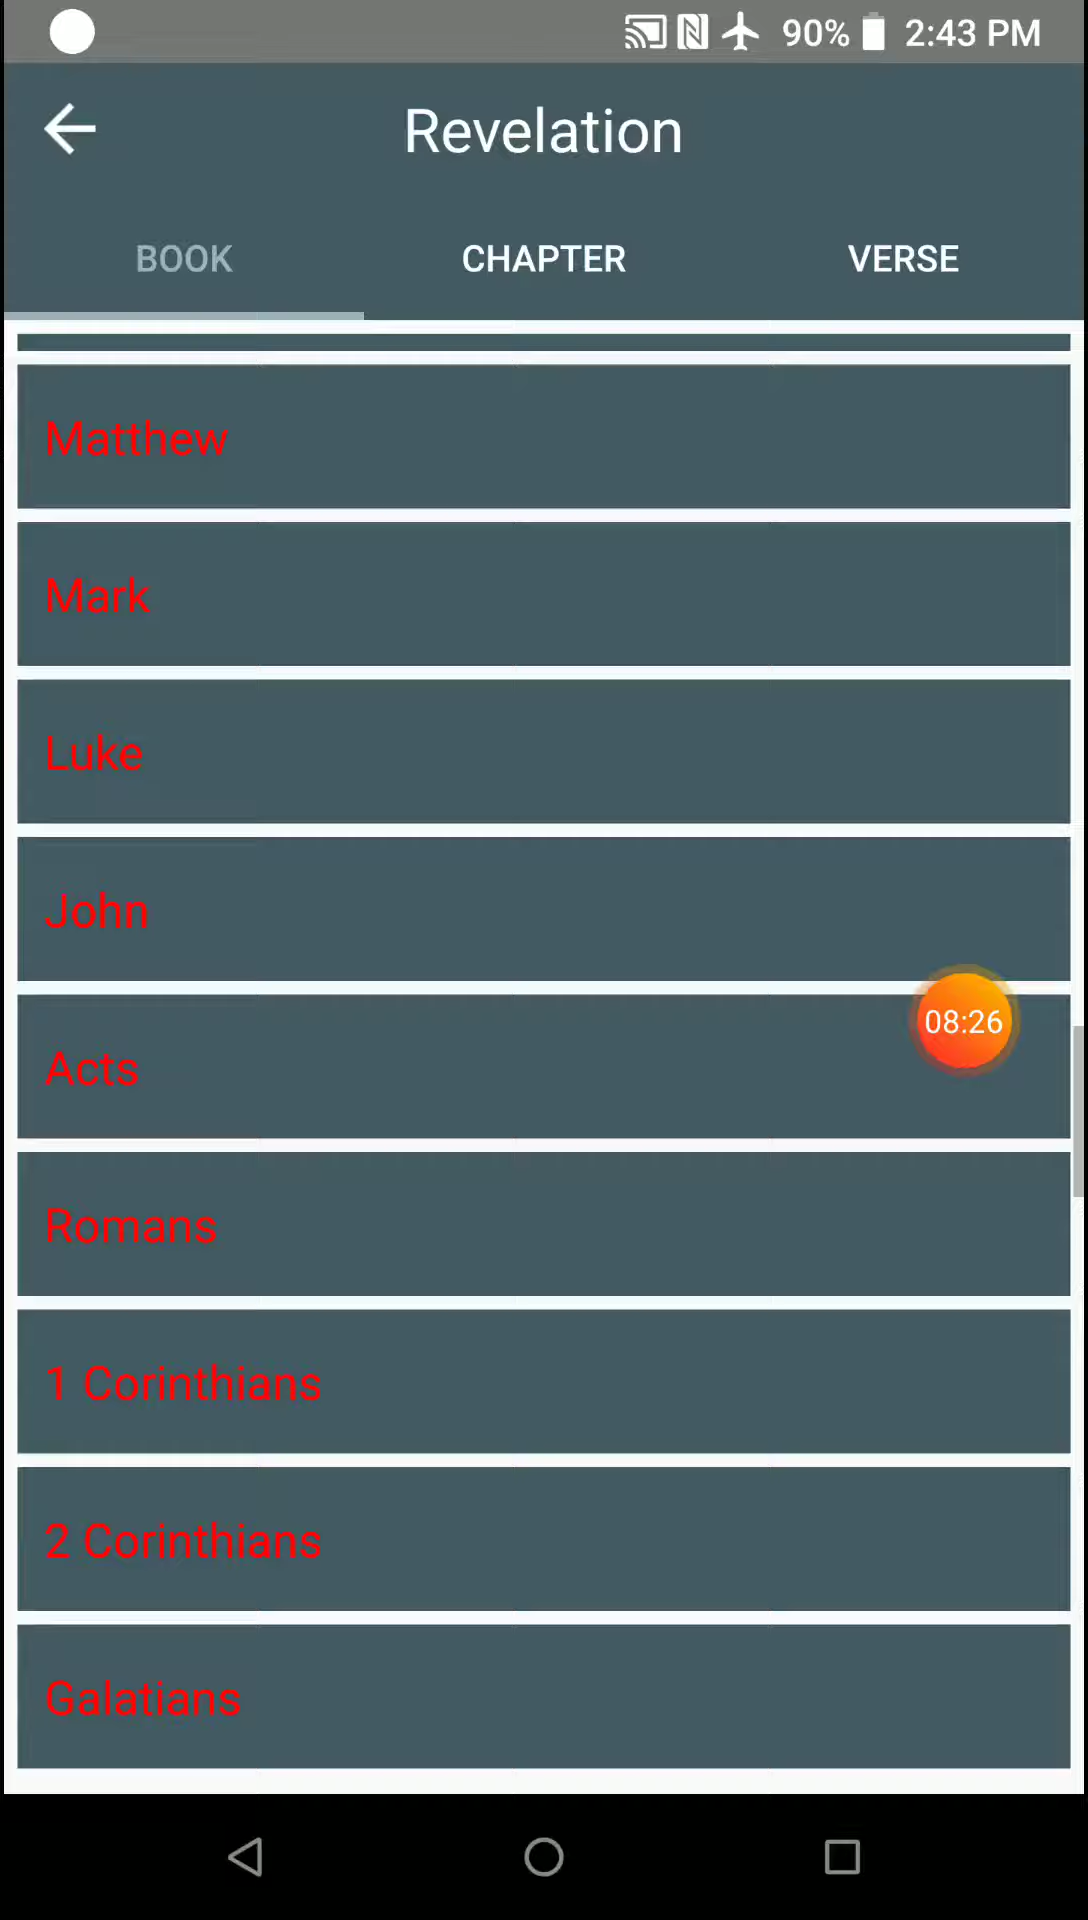 90% 2:43 PM
Revelation
BOOK CHAPTER VERSE
Matthew
Mark
Luke
John
Acts
08:26
Romans
1 Corinthians
2 Corinthians
Galatians